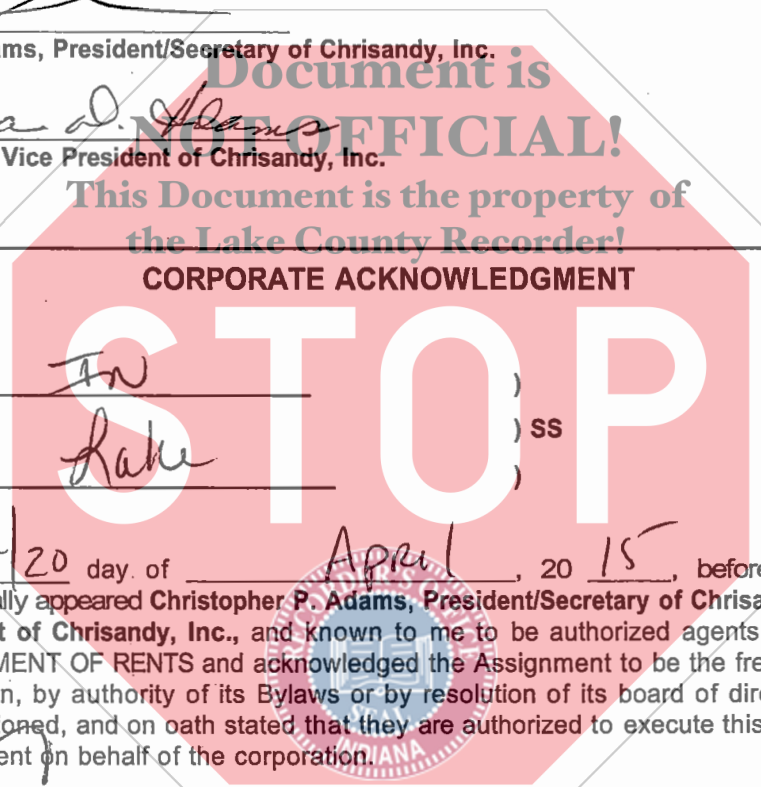 ams, President/Secretary of Chrisandy, Inc.
Document is
a D. Adams
NOT OFFICIAL!
Vice President of Chrisandy, Inc.
This Document is the property of
the Lake County Recorder!
CORPORATE ACKNOWLEDGMENT
STOP
IN )
) SS
Lake )
20 day of April, 20 15, before
ally appeared Christopher P. Adams, President/Secretary of Chrisa
t of Chrisandy, Inc., and known to me to be authorized agents
MENT OF RENTS and acknowledged the Assignment to be the fre
n, by authority of its Bylaws or by resolution of its board of dire
oned, and on oath stated that they are authorized to execute this
ent on behalf of the corporation.
RECORDER'S OFFICE
SEAL
INDIANA